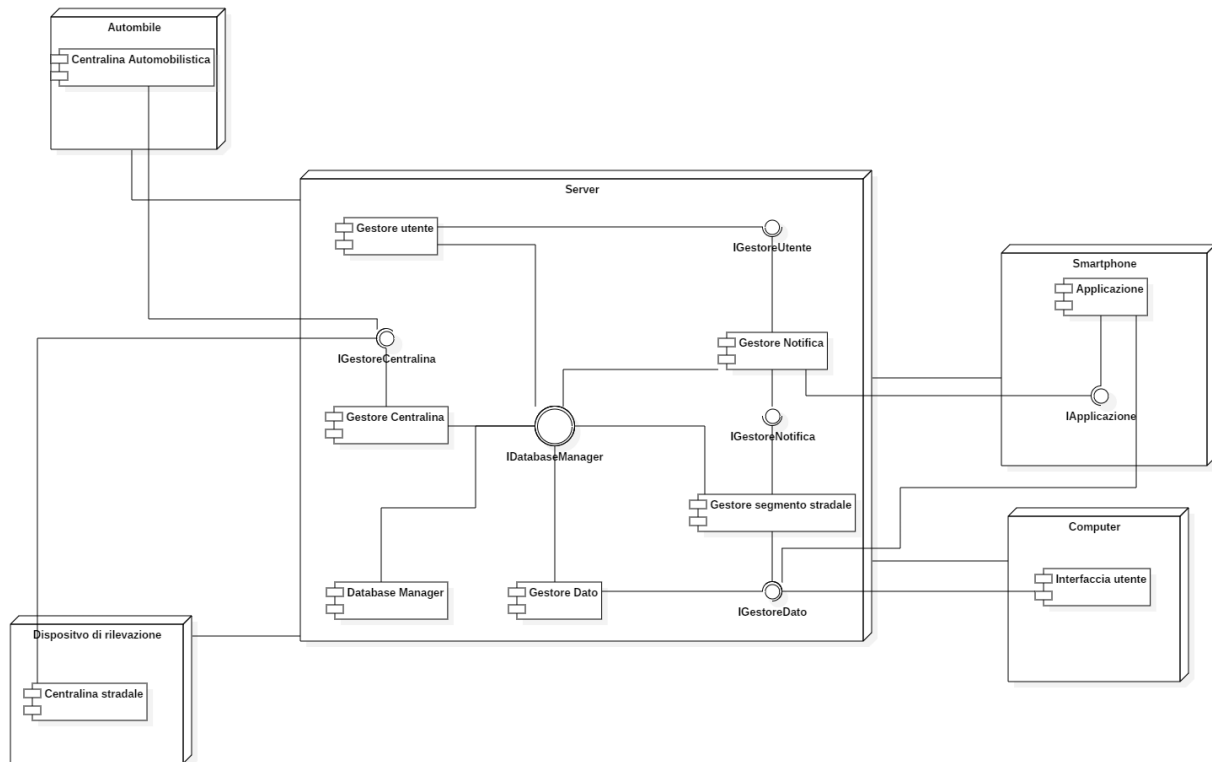 Autombile
Centralina Automobilistica
Server
Gestore utente
IGestoreUtente
Smartphone
Applicazione
IGestoreCentralina
Gestore Notifica
Gestore Centralina
IGestoreNotifica
IApplicazione
IDatabaseManager
Gestore segmento stradale
Computer
Database Manager
Gestore Dato
IGestoreDato
Interfaccia utente
Dispositvo di rilevazione
Centralina stradale